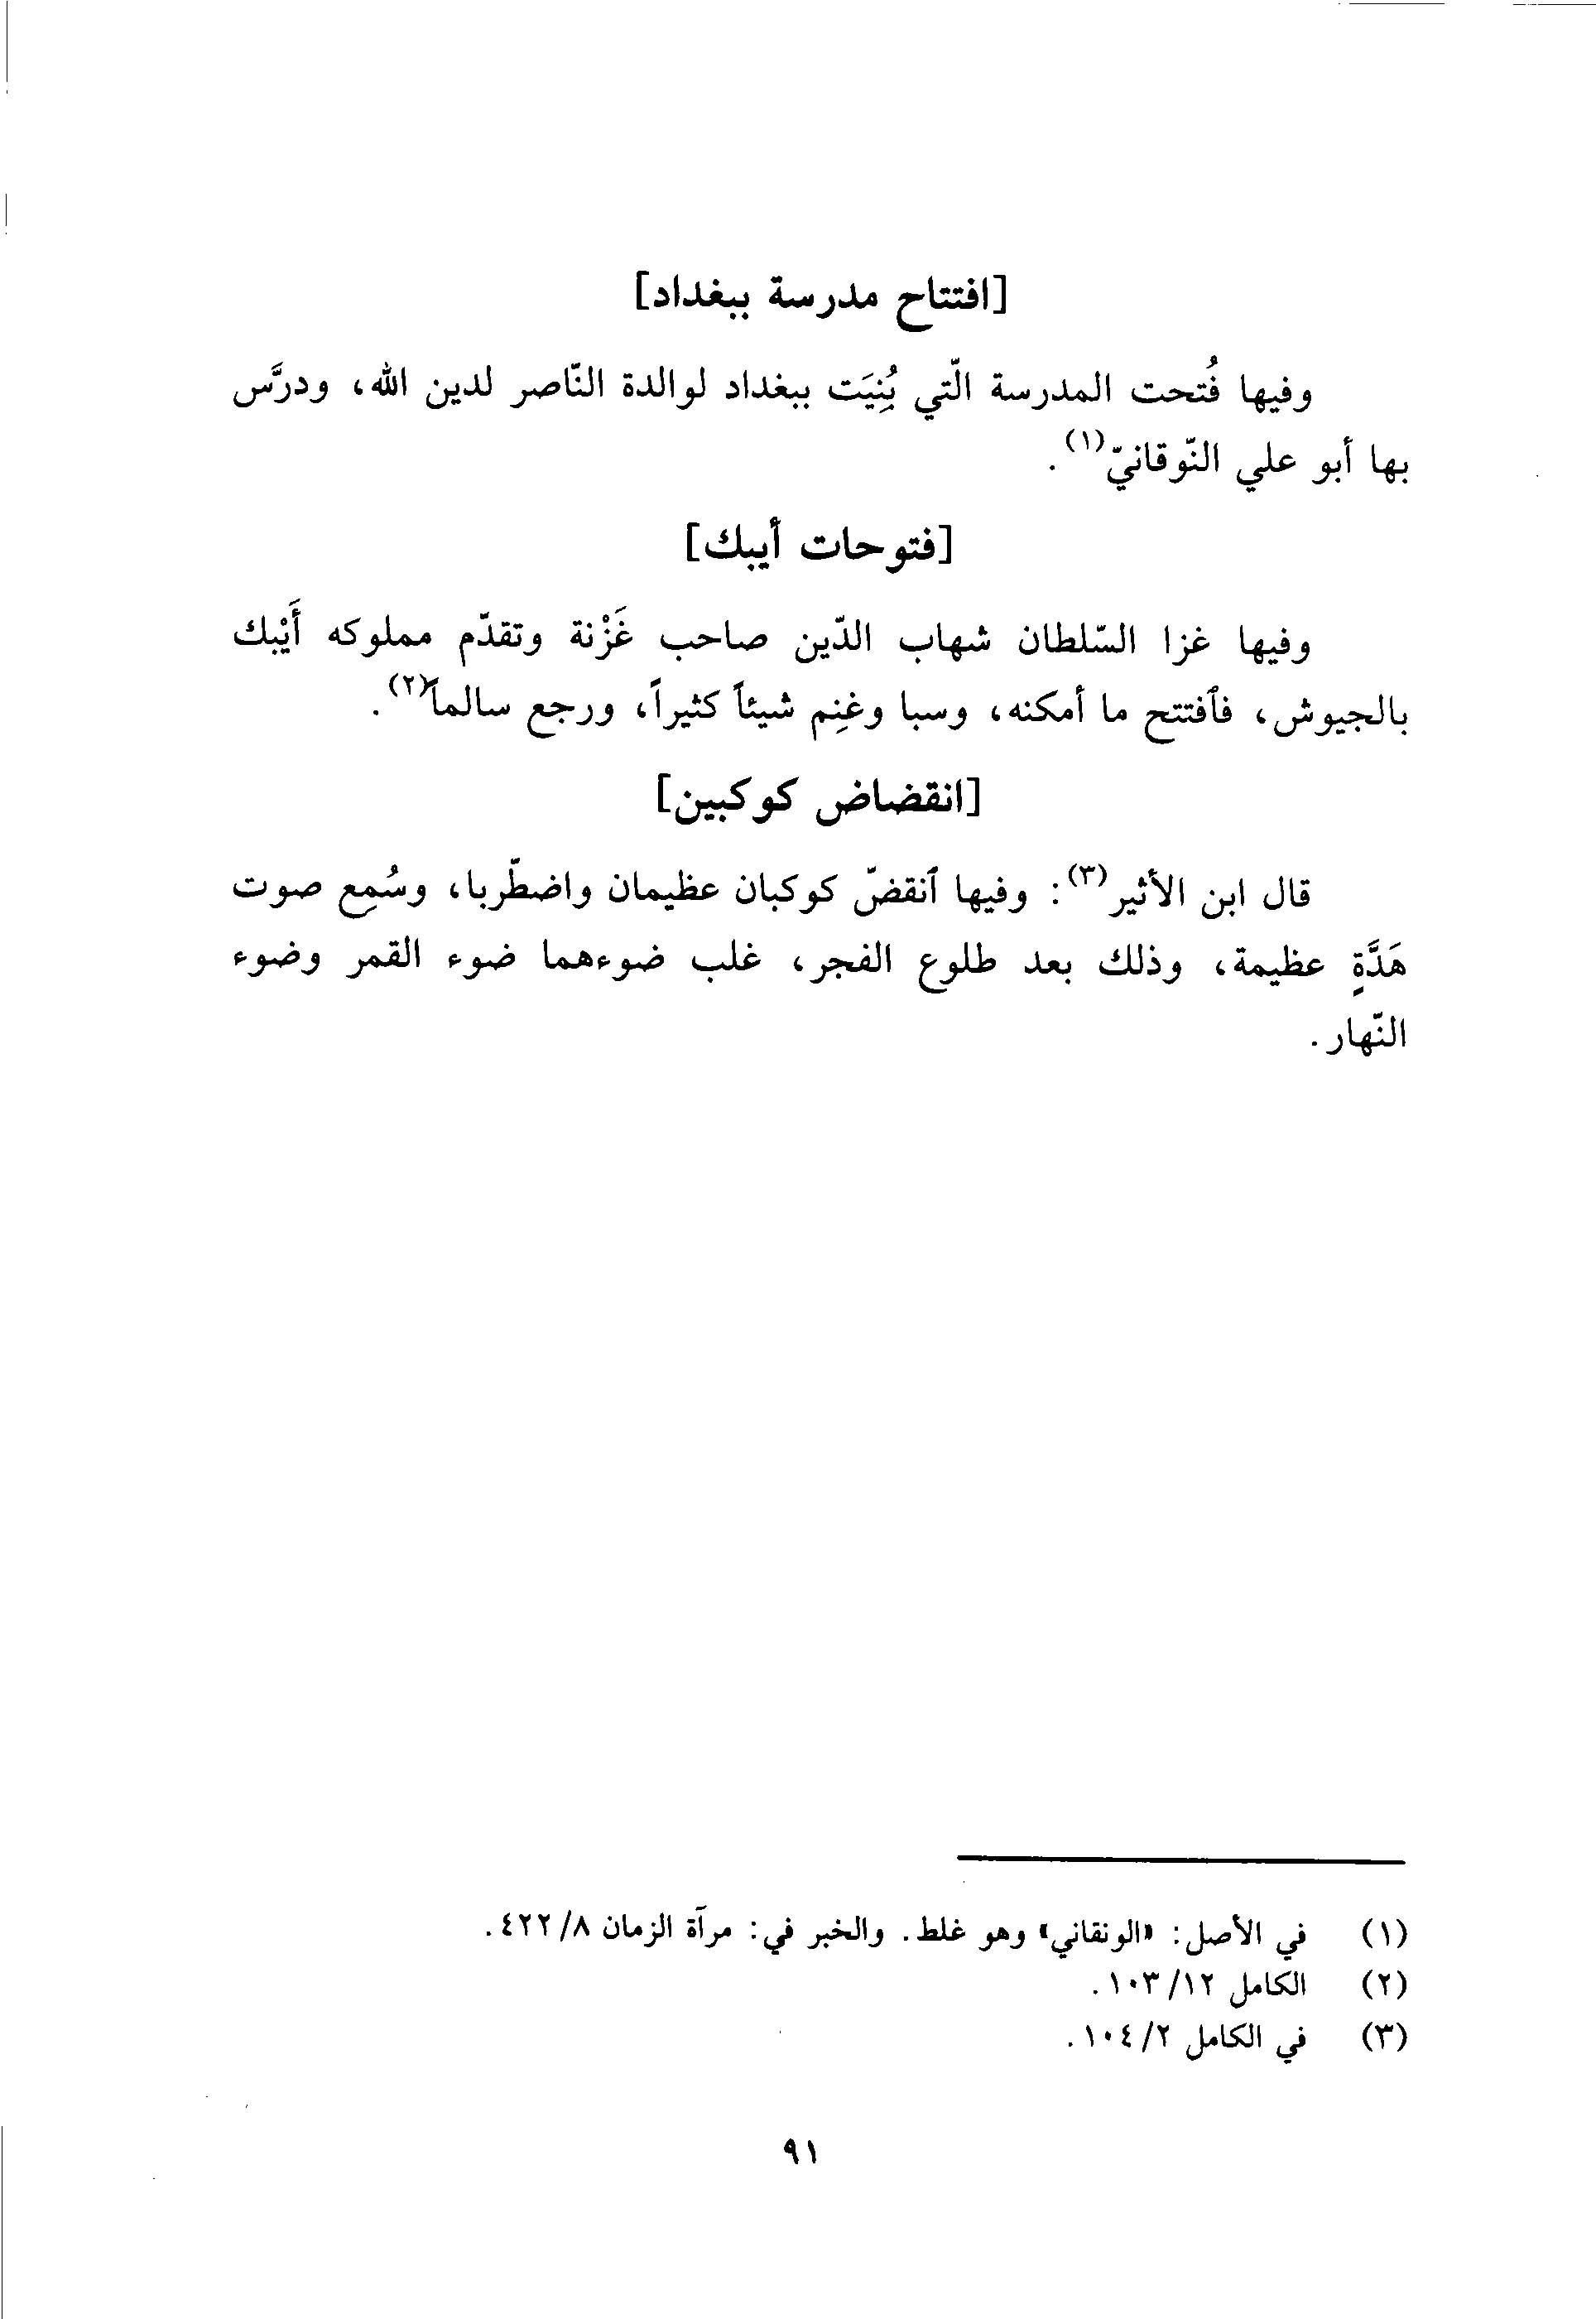 [افتتاح مدرسة ببغداد]
وفيها فُتحت المدرسة الّتي بُنِيَت ببغداد لوالدة النّاصر لدين الله، ودرَّس
بها أبو علي النّوقانيّ(١).
[فتوحات أيبك]
وفيها غزا السّلطان شهاب الدّين صاحب غَزْنة وتقدّم مملوكه أَيْبك
بالجيوش، فٱفتتح ما أمكنه، وسبا وغنِم شيئاً كثيراً، ورجع سالماً(٢).
[انقضاض كوكبين]
قال ابن الأثير(٣): وفيها ٱنقضّ كوكبان عظيمان واضطّربا، وسُمِع صوت
هَدَّةٍ عظيمة، وذلك بعد طلوع الفجر، غلب ضوءهما ضوء القمر وضوء
النّهار.
(١) في الأصل: «الونقاني» وهو غلط. والخبر في: مرآة الزمان ٨/ ٤٢٢.
(٢) الكامل ١٢/ ١٠٣.
(٣) في الكامل ٢/ ١٠٤.
٩١